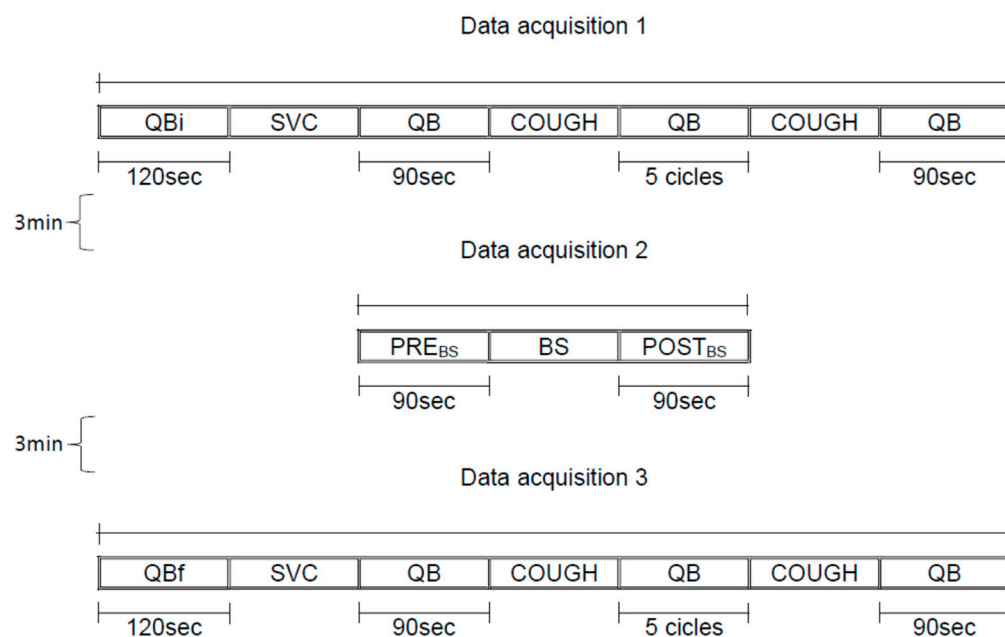 Data acquisition 1
QBi SVC QB COUGH QB COUGH QB
120sec 90sec 5 cicles 90sec
3min
Data acquisition 2
PREBS BS POSTBS
90sec 90sec
3min
Data acquisition 3
QBf SVC QB COUGH QB COUGH QB
120sec 90sec 5 cicles 90sec